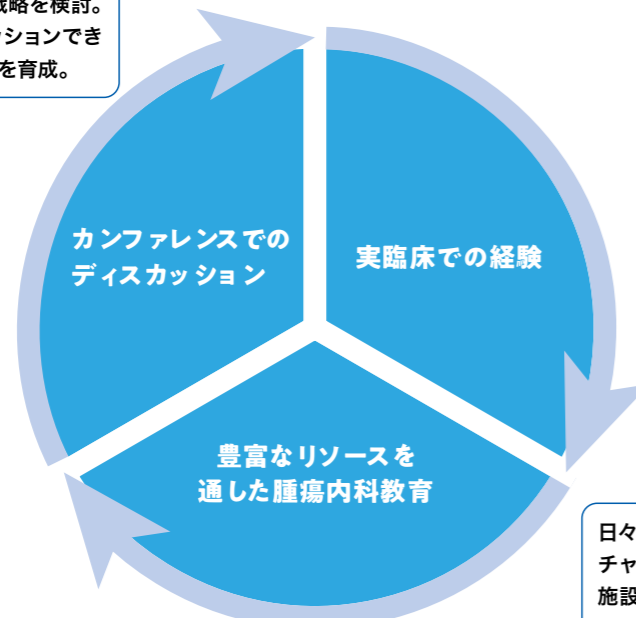 戦略を検討。
ッションでき
を育成。
カンファレンスでの
ディスカッション
実臨床での経験
豊富なリソースを
通した腫瘍内科教育
日々
チャ
施設